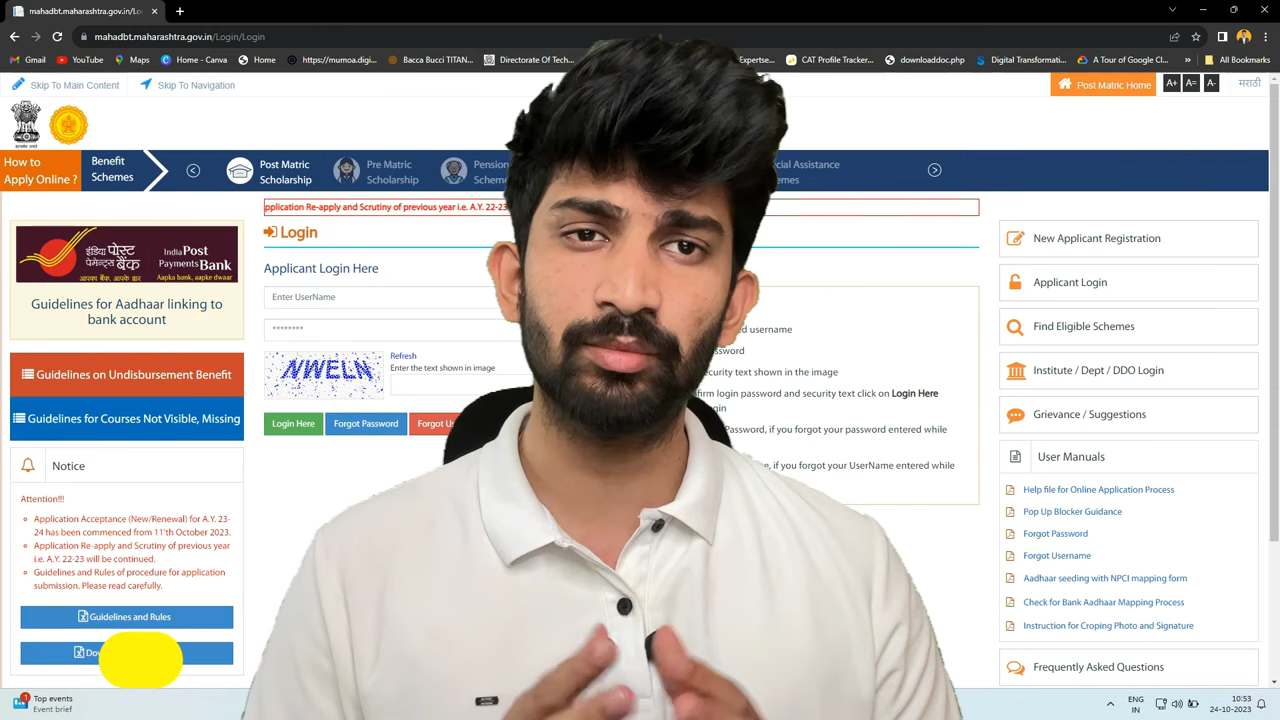 mahadbt.maharashtra.gov.in/Lo
mahadbt.maharashtra.gov.in/Login/Login
Gmail
YouTube
Maps
Home - Canva
Home
https://mumoa.digi...
Bacca Bucci TITAN...
Directorate Of Tech...
Expertse...
CAT Profile Tracker...
downloaddoc.php
Digital Transformati...
A Tour of Google Cl...
»
All Bookmarks
Skip To Main Content
Skip To Navigation
Post Matric Home
A+
A=
A-
मराठी
How to
Apply Online ?
Benefit
Schemes
Post Matric
Scholarship
Pre Matric
Scholarship
Pension
Schem
cial Assistance
emes
pplication Re-apply and Scrutiny of previous year i.e. A.Y. 22-23
इंडिया पोस्ट
पेमेन्ट्स बैंक
आपका बैंक, आपके द्वार
India Post
Payments Bank
Aapka bank, aapke dwaar
Guidelines for Aadhaar linking to
bank account
Guidelines on Undisbursement Benefit
Guidelines for Courses Not Visible, Missing
Notice
Attention!!!
Application Acceptance (New/Renewal) for A.Y. 23-
24 has been commenced from 11'th October 2023.
Application Re-apply and Scrutiny of previous year
i.e. A.Y. 22-23 will be continued.
Guidelines and Rules of procedure for application
submission. Please read carefully.
Guidelines and Rules
Dow
Login
Applicant Login Here
Enter UserName
********
NWELN
Refresh
Enter the text shown in image
Login Here
Forgot Password
Forgot Us
ed username
ssword
ecurity text shown in the image
firm login password and security text click on Login Here
gin
Password, if you forgot your password entered while
e, if you forgot your UserName entered while
New Applicant Registration
Applicant Login
Find Eligible Schemes
Institute / Dept / DDO Login
Grievance / Suggestions
User Manuals
Help file for Online Application Process
Pop Up Blocker Guidance
Forgot Password
Forgot Username
Aadhaar seeding with NPCI mapping form
Check for Bank Aadhaar Mapping Process
Instruction for Croping Photo and Signature
Frequently Asked Questions
1
Top events
Event brief
ENG
IN
10:53
24-10-2023